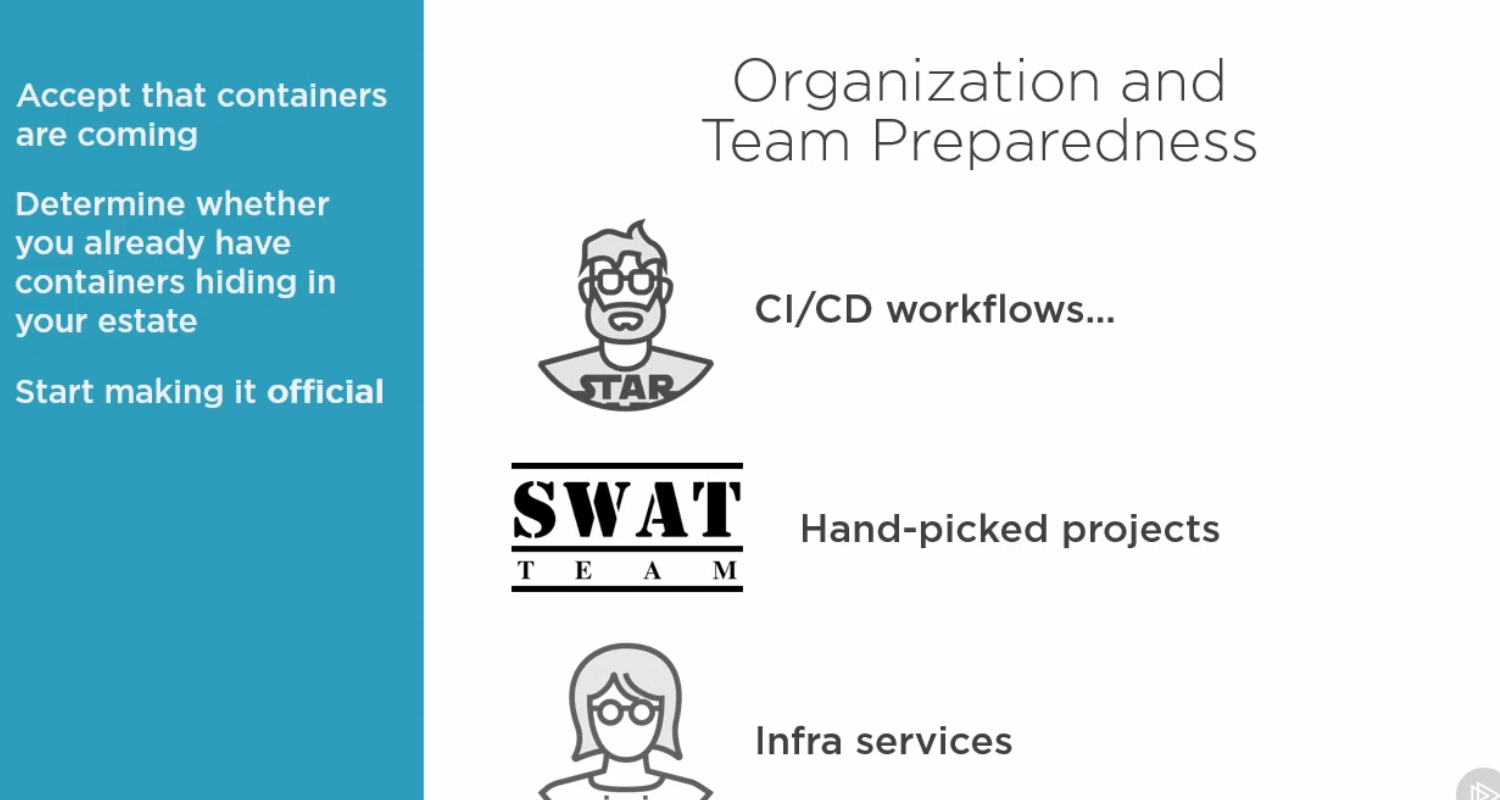 Accept that containers
are coming
Determine whether
you already have
containers hiding in
your estate
Start making it official
Organization and
Team Preparedness
CI/CD workflows...
STAR
SWAT
TEAM
Hand-picked projects
Infra services